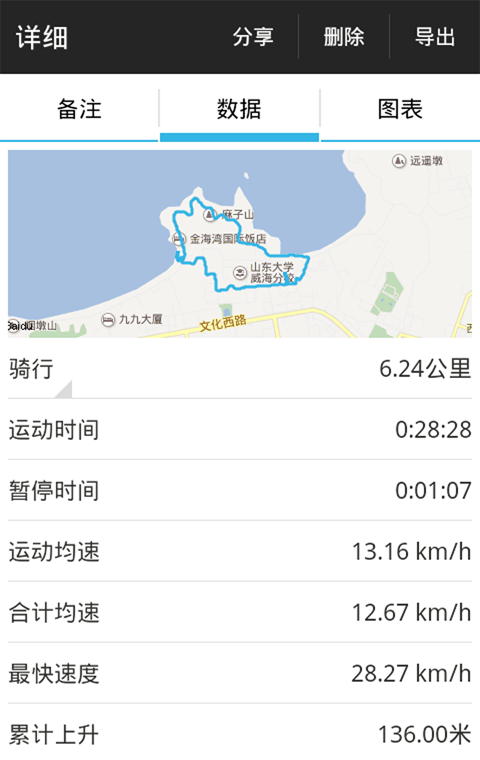 详细 分享 删除 导出
备注 数据 图表
远遥墩
麻子山
金海湾国际饭店
山东大学
威海分校
九九大厦
文化西路
骑行 6.24公里
运动时间 0:28:28
暂停时间 0:01:07
运动均速 13.16 km/h
合计均速 12.67 km/h
最快速度 28.27 km/h
累计上升 136.00米